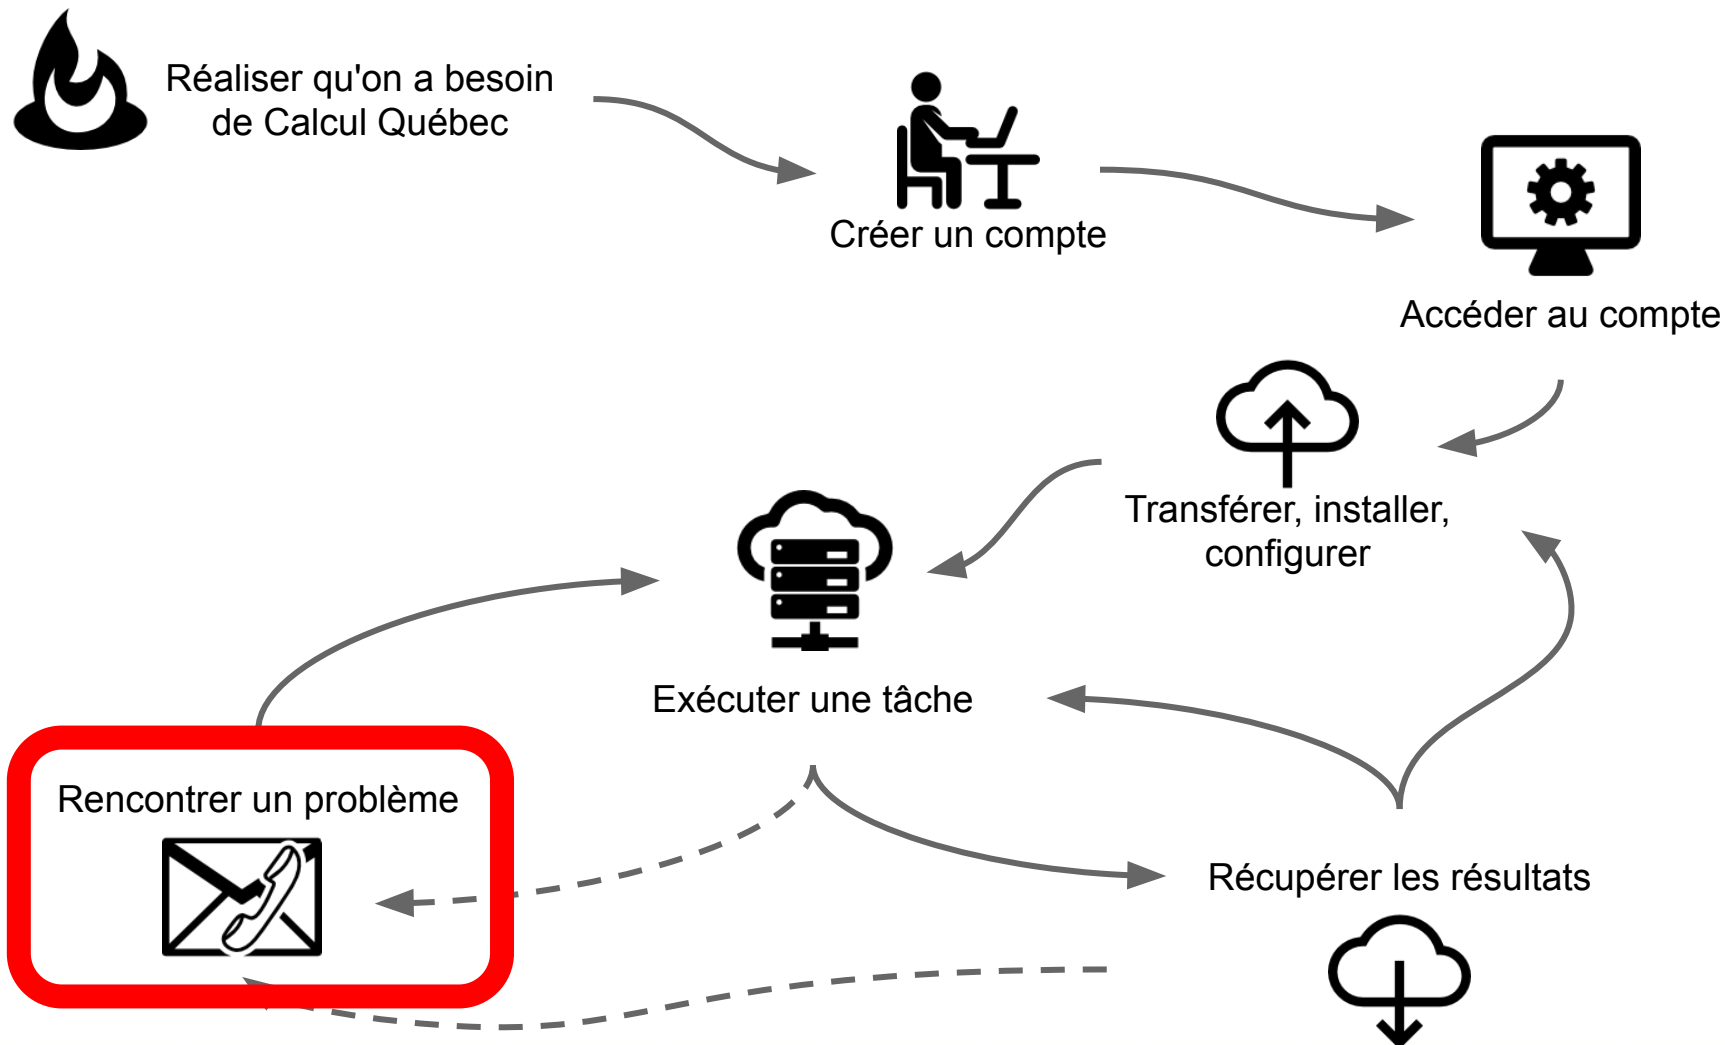 Réaliser qu'on a besoin
de Calcul Québec
Créer un compte
Accéder au compte
Transférer, installer,
configurer
Exécuter une tâche
Rencontrer un problème
Récupérer les résultats